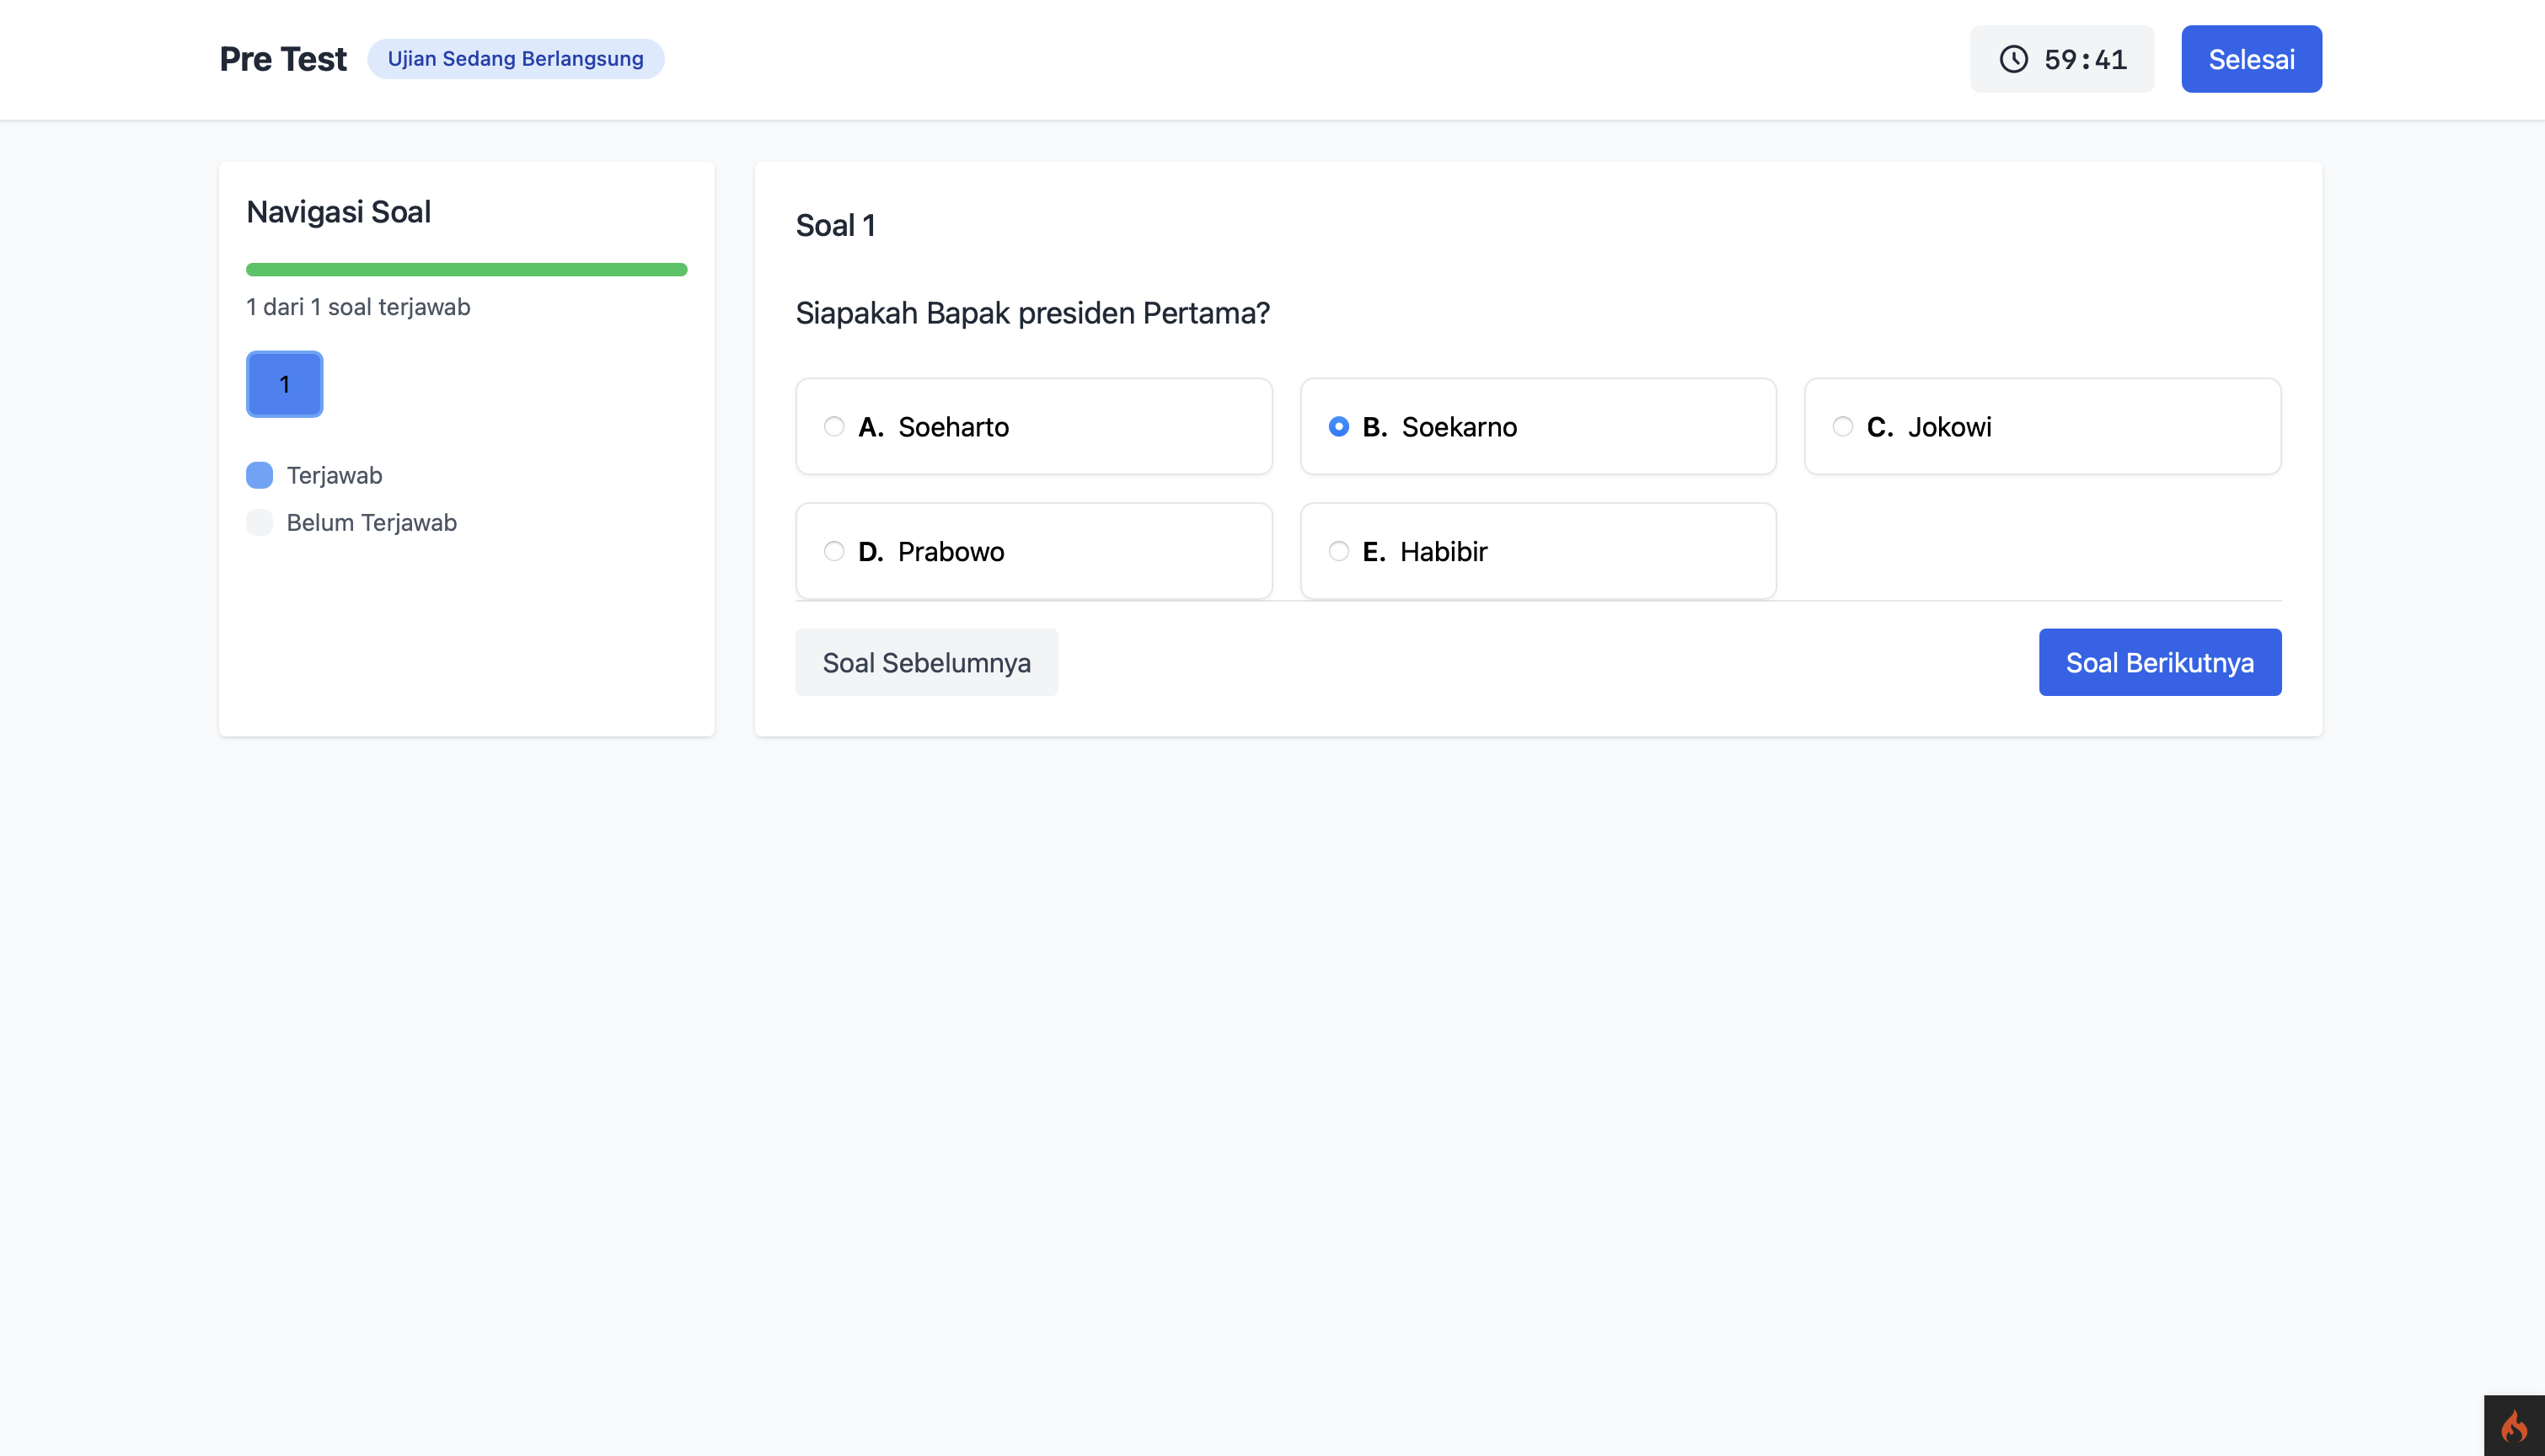 Pre Test
Ujian Sedang Berlangsung
59:41
Selesai
Navigasi Soal
1 dari 1 soal terjawab
1
Terjawab
Belum Terjawab
Soal 1
Siapakah Bapak presiden Pertama?
A. Soeharto
B. Soekarno
C. Jokowi
D. Prabowo
E. Habibir
Soal Sebelumnya
Soal Berikutnya